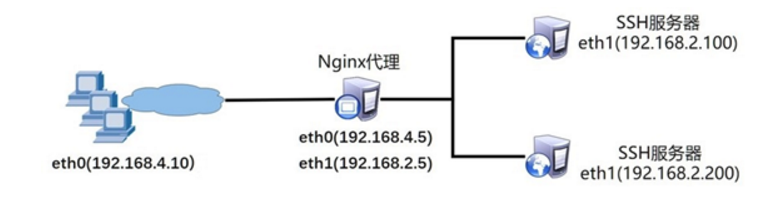 SSH服务器
eth1(192.168.2.100)
Nginx代理
eth0(192.168.4.10)
eth0(192.168.4.5)
eth1(192.168.2.5)
SSH服务器
eth1(192.168.2.200)